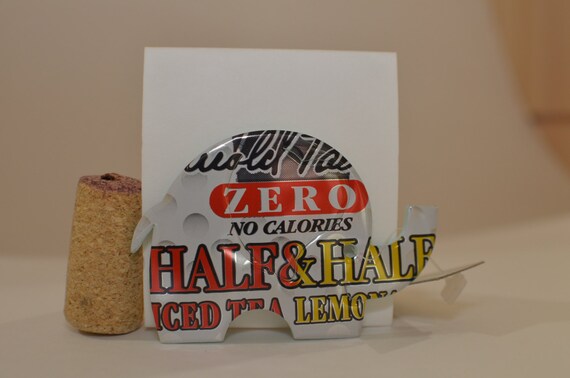 ZERO
NO CALORIES
HALF&HALF
ICED TEA LEMON